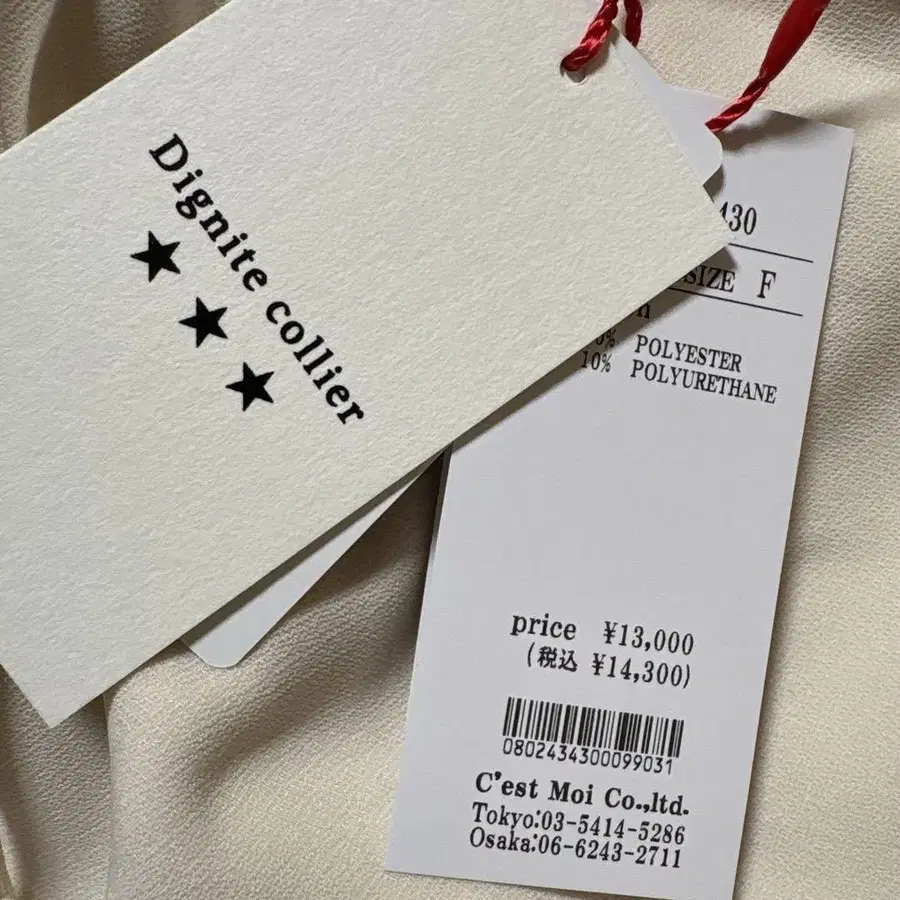 Dignite collier
★ ★ ★
430
SIZE F
10% POLYESTER
10% POLYURETHANE
price ¥13,000
(税込 ¥14,300)
0802434300099031
C'est Moi Co.,ltd.
Tokyo:03-5414-5286
Osaka:06-6243-2711